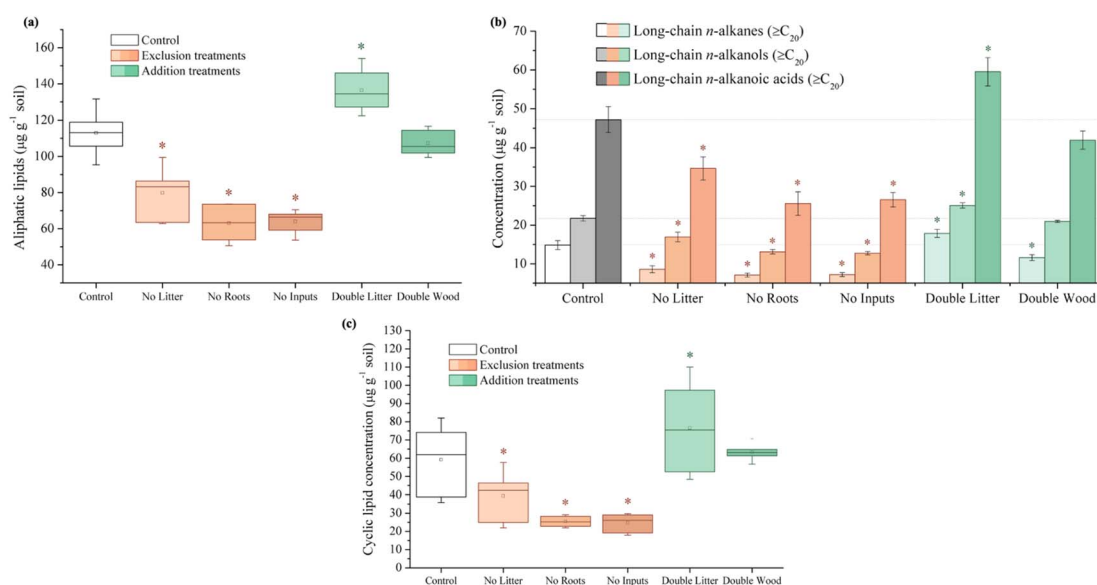 (a)
Control
Exclusion treatments
Addition treatments
*
*
*
*
160
140
120
100
80
60
40
Aliphatic lipids (µg g⁻¹ soil)
Control No Litter No Roots No Inputs Double Litter Double Wood
(b)
Long-chain n-alkanes (≥C₂₀)
Long-chain n-alkanols (≥C₂₀)
Long-chain n-alkanoic acids (≥C₂₀)
* * *
* * *
* * *
* * *
*
70
60
50
40
30
20
10
Concentration (µg g⁻¹ soil)
Control No Litter No Roots No Inputs Double Litter Double Wood
(c)
Control
Exclusion treatments
Addition treatments
*
*
*
*
130
120
110
100
90
80
70
60
50
40
30
20
10
0
Cyclic lipid concentration (µg g⁻¹ soil)
Control No Litter No Roots No Inputs Double Litter Double Wood